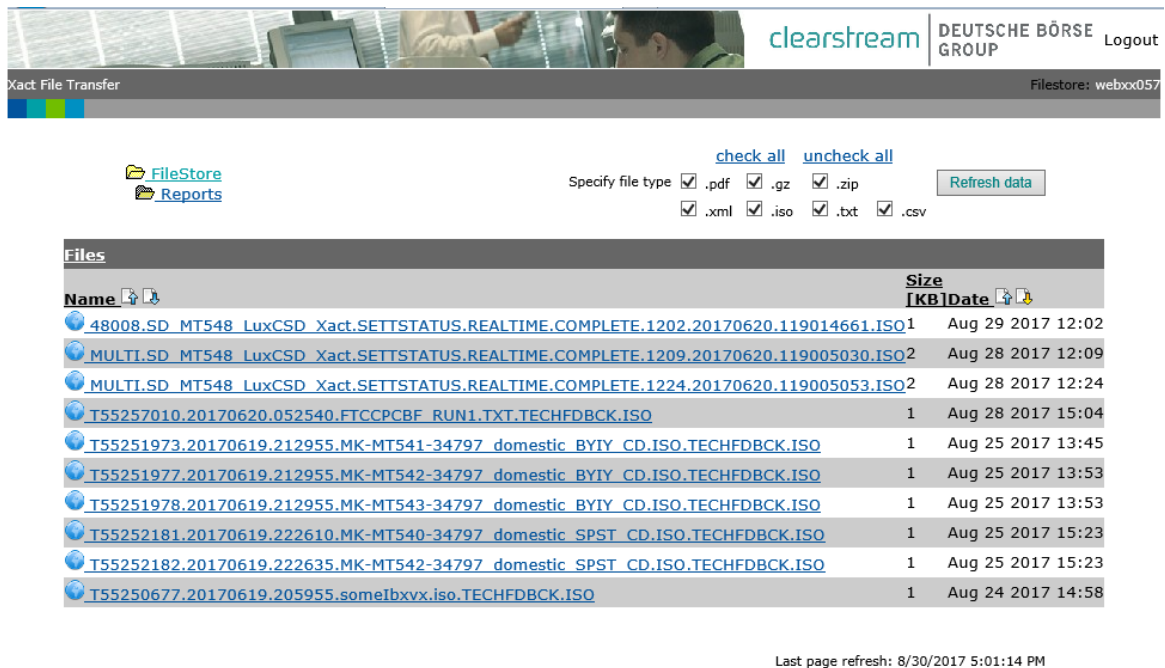 clearstream DEUTSCHE BÖRSE GROUP Logout
Xact File Transfer Filestore: webxx057
check all uncheck all
FileStore
Reports
Specify file type .pdf .gz .zip Refresh data
.xml .iso .txt .csv
Files
Name Size [KB] Date
48008.SD_MT548_LuxCSD_Xact.SETTSTATUS.REALTIME.COMPLETE.1202.20170620.119014661.ISO 1 Aug 29 2017 12:02
MULTI.SD_MT548_LuxCSD_Xact.SETTSTATUS.REALTIME.COMPLETE.1209.20170620.119005030.ISO 2 Aug 28 2017 12:09
MULTI.SD_MT548_LuxCSD_Xact.SETTSTATUS.REALTIME.COMPLETE.1224.20170620.119005053.ISO 2 Aug 28 2017 12:24
T55257010.20170620.052540.FTCCPCBF_RUN1.TXT.TECHFDBCK.ISO 1 Aug 28 2017 15:04
T55251973.20170619.212955.MK-MT541-34797_domestic_BYIY_CD.ISO.TECHFDBCK.ISO 1 Aug 25 2017 13:45
T55251977.20170619.212955.MK-MT542-34797_domestic_BYIY_CD.ISO.TECHFDBCK.ISO 1 Aug 25 2017 13:53
T55251978.20170619.212955.MK-MT543-34797_domestic_BYIY_CD.ISO.TECHFDBCK.ISO 1 Aug 25 2017 13:53
T55252181.20170619.222610.MK-MT540-34797_domestic_SPST_CD.ISO.TECHFDBCK.ISO 1 Aug 25 2017 15:23
T55252182.20170619.222635.MK-MT542-34797_domestic_SPST_CD.ISO.TECHFDBCK.ISO 1 Aug 25 2017 15:23
T55250677.20170619.205955.someIbxvx.iso.TECHFDBCK.ISO 1 Aug 24 2017 14:58
Last page refresh: 8/30/2017 5:01:14 PM